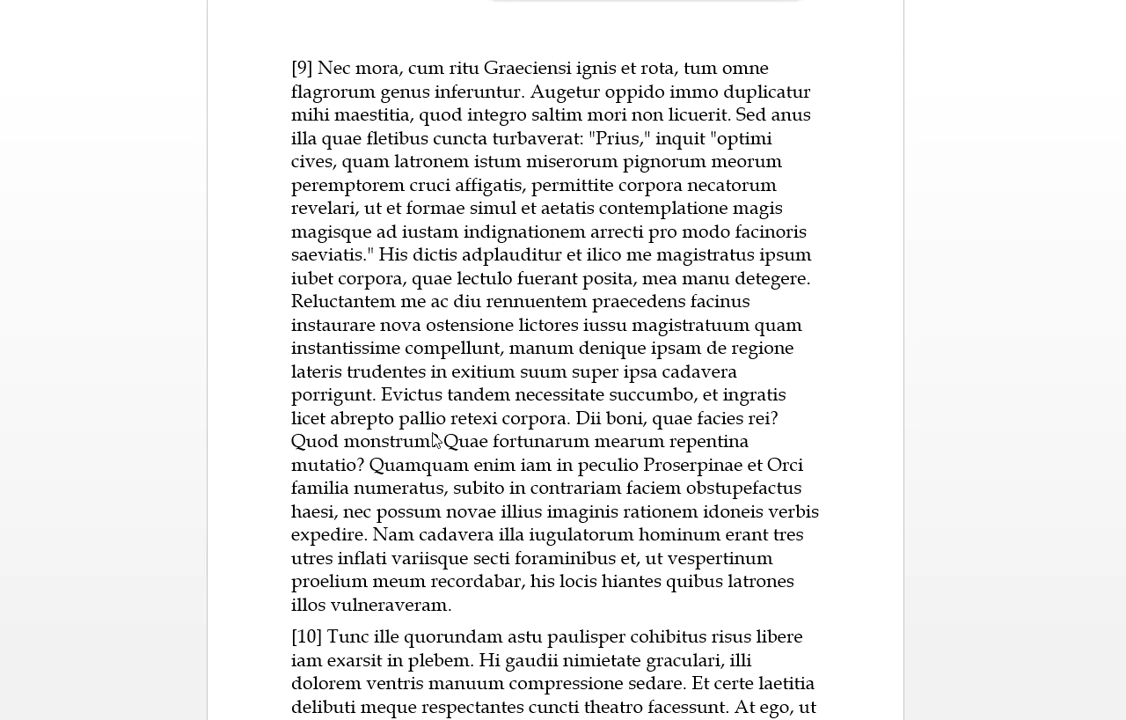 [9] Nec mora, cum ritu Graeciensi ignis et rota, tum omne
flagrorum genus inferuntur. Augetur oppido immo duplicatur
mihi maestitia, quod integro saltim mori non licuerit. Sed anus
illa quae fletibus cuncta turbaverat: "Prius," inquit "optimi
cives, quam latronem istum miserorum pignorum meorum
peremptorem cruci affigatis, permittite corpora necatorum
revelari, ut et formae simul et aetatis contemplatione magis
magisque ad iustam indignationem arrecti pro modo facinoris
saeviatis." His dictis adplauditur et ilico me magistratus ipsum
iubet corpora, quae lectulo fuerant posita, mea manu detegere.
Reluctantem me ac diu rennuentem praecedens facinus
instaurare nova ostensione lictores iussu magistratuum quam
instantissime compellunt, manum denique ipsam de regione
lateris trudentes in exitium suum super ipsa cadavera
porrigunt. Evictus tandem necessitate succumbo, et ingratis
licet abrepto pallio retexi corpora. Dii boni, quae facies rei?
Quod monstrum Quae fortunarum mearum repentina
mutatio? Quamquam enim iam in peculio Proserpinae et Orci
familia numeratus, subito in contrariam faciem obstupefactus
haesi, nec possum novae illius imaginis rationem idoneis verbis
expedire. Nam cadavera illa iugulatorum hominum erant tres
utres inflati variisque secti foraminibus et, ut vespertinum
proelium meum recordabar, his locis hiantes quibus latrones
illos vulneraveram.
[10] Tunc ille quorundam astu paulisper cohibitus risus libere
iam exarsit in plebem. Hi gaudii nimietate graculari, illi
dolorem ventris manuum compressione sedare. Et certe laetitia
delibuti meque respectantes cuncti theatro facessunt. At ego, ut